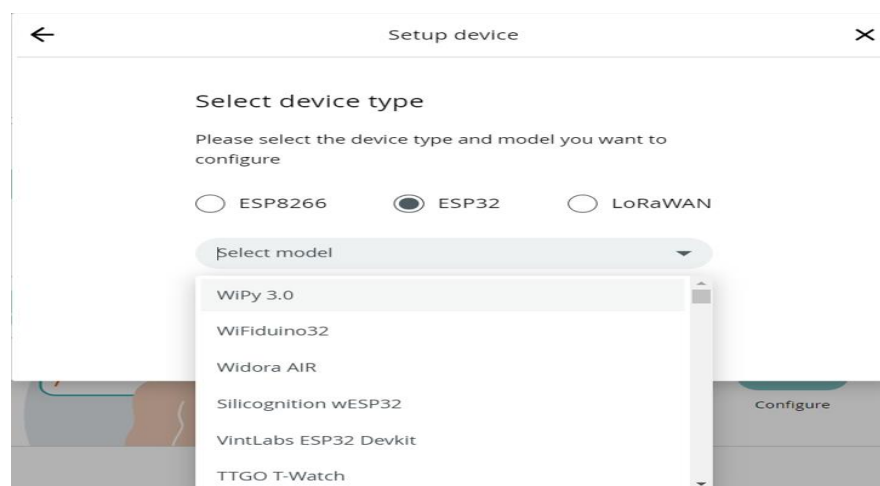 Setup device
Select device type
Please select the device type and model you want to
configure
ESP8266
ESP32
LoRaWAN
Select model
WiPy 3.0
WiFiduino32
Widora AIR
Silicognition wESP32
VintLabs ESP32 Devkit
TTGO T-Watch
Configure